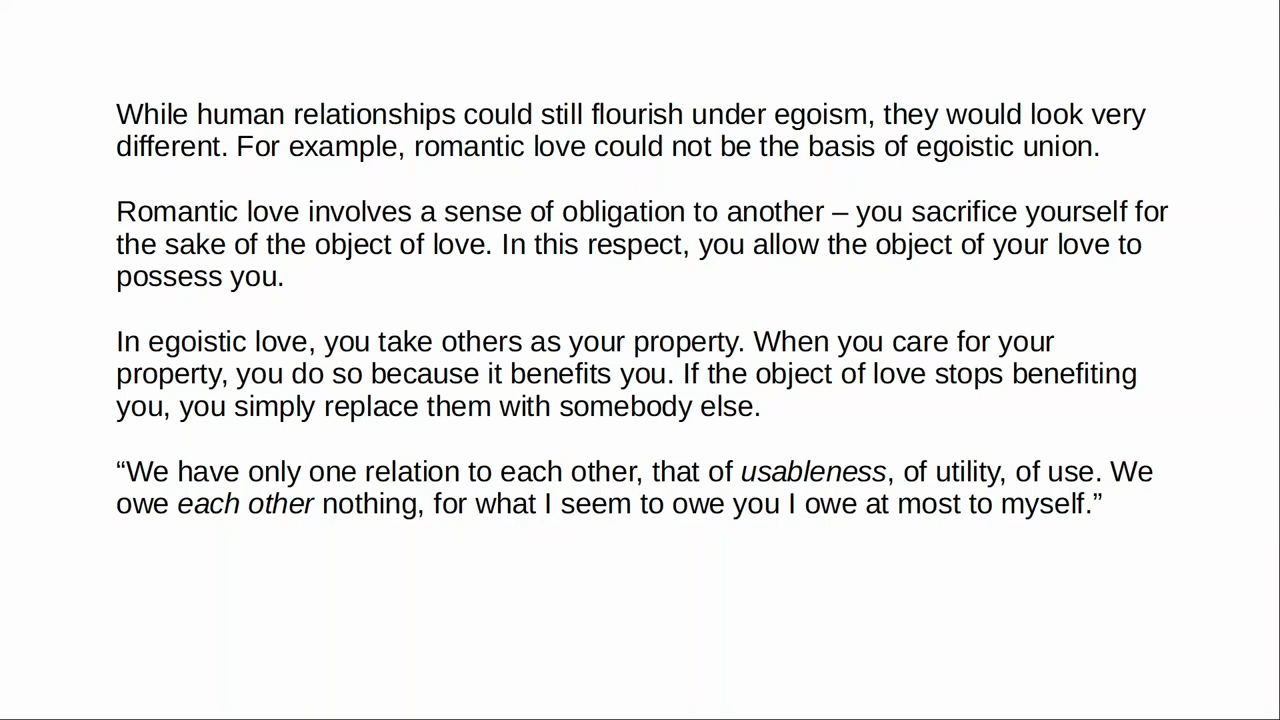 While human relationships could still flourish under egoism, they would look very
different. For example, romantic love could not be the basis of egoistic union.
Romantic love involves a sense of obligation to another – you sacrifice yourself for
the sake of the object of love. In this respect, you allow the object of your love to
possess you.
In egoistic love, you take others as your property. When you care for your
property, you do so because it benefits you. If the object of love stops benefiting
you, you simply replace them with somebody else.
“We have only one relation to each other, that of usableness, of utility, of use. We
owe each other nothing, for what I seem to owe you I owe at most to myself.”